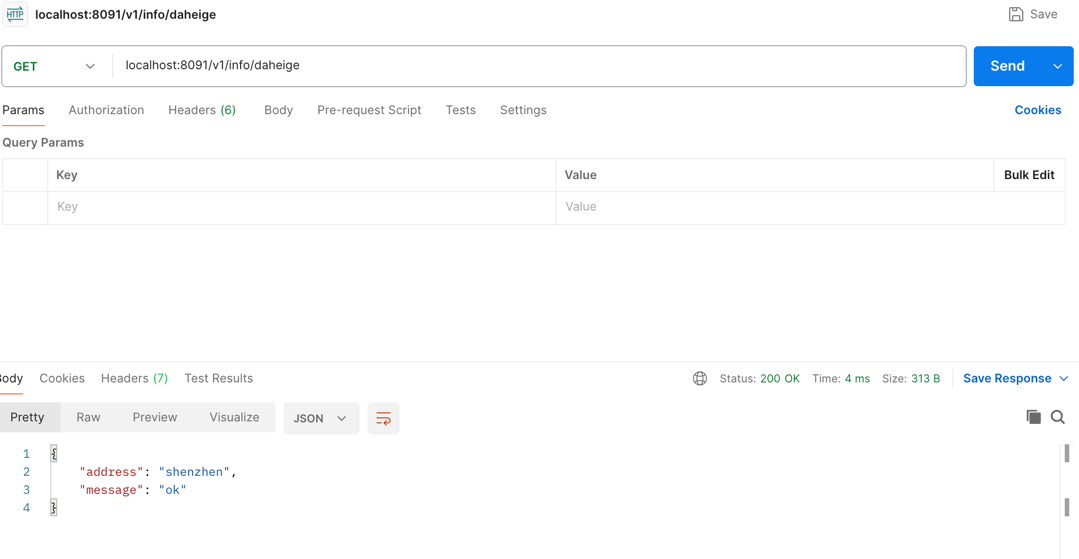 HTTP localhost:8091/v1/info/daheige Save
GET localhost:8091/v1/info/daheige Send
Params Authorization Headers (6) Body Pre-request Script Tests Settings Cookies
Query Params
Key Value Bulk Edit
Key Value
Body Cookies Headers (7) Test Results Status: 200 OK Time: 4 ms Size: 313 B Save Response
Pretty Raw Preview Visualize JSON
1 {
2 "address": "shenzhen",
3 "message": "ok"
4 }